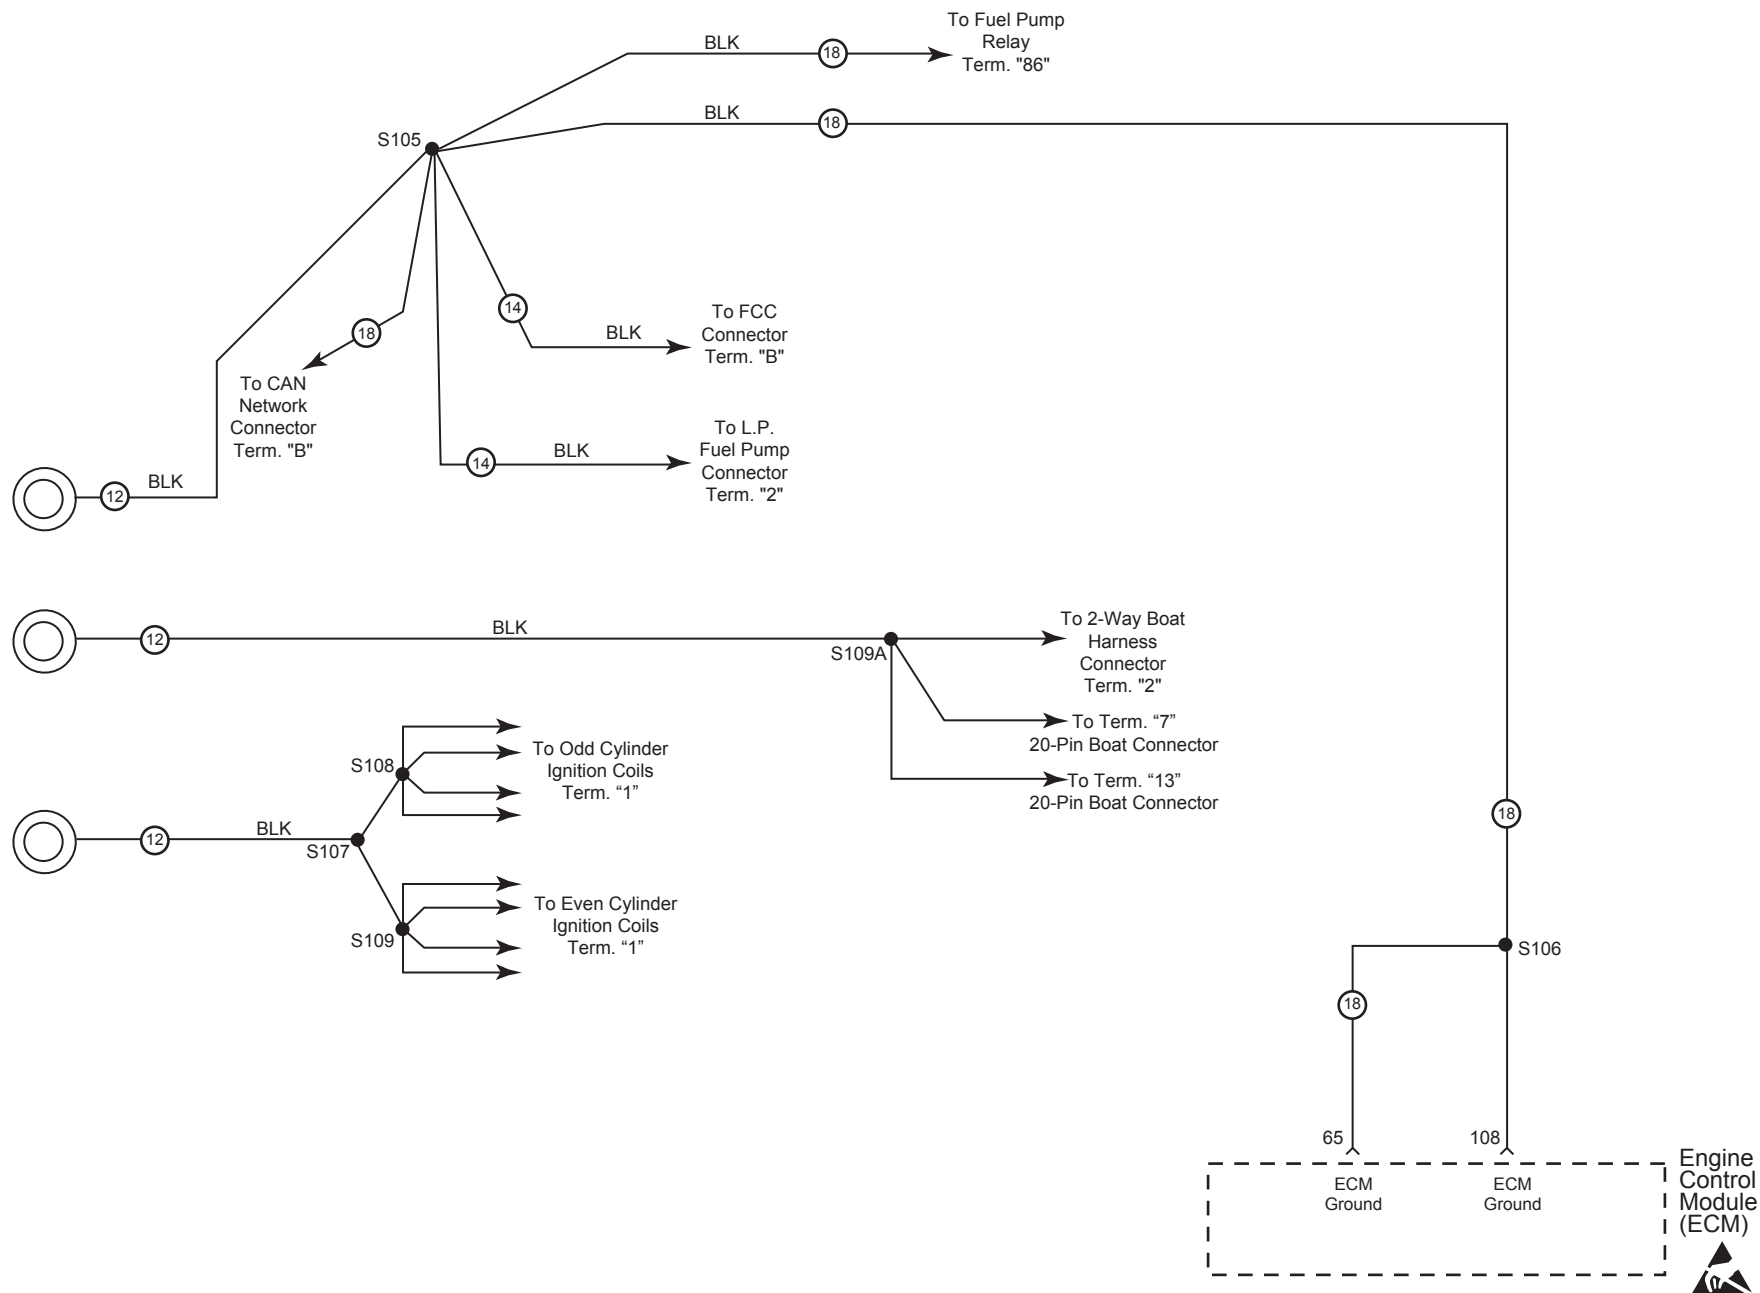 To Fuel Pump
Relay
Term. "86"
BLK
18
BLK
18
S105
14
18
To FCC
Connector
Term. "B"
BLK
To CAN
Network
Connector
Term. "B"
To L.P.
Fuel Pump
Connector
Term. "2"
BLK
14
BLK
12
To 2-Way Boat
Harness
Connector
Term. "2"
BLK
12
S109A
To Term. “7”
20-Pin Boat Connector
To Term. “13”
20-Pin Boat Connector
To Odd Cylinder
Ignition Coils
Term. “1”
S108
BLK
12
S107
18
To Even Cylinder
Ignition Coils
Term. “1”
S109
S106
18
65
108
ECM
Ground
ECM
Ground
Engine
Control
Module
(ECM)